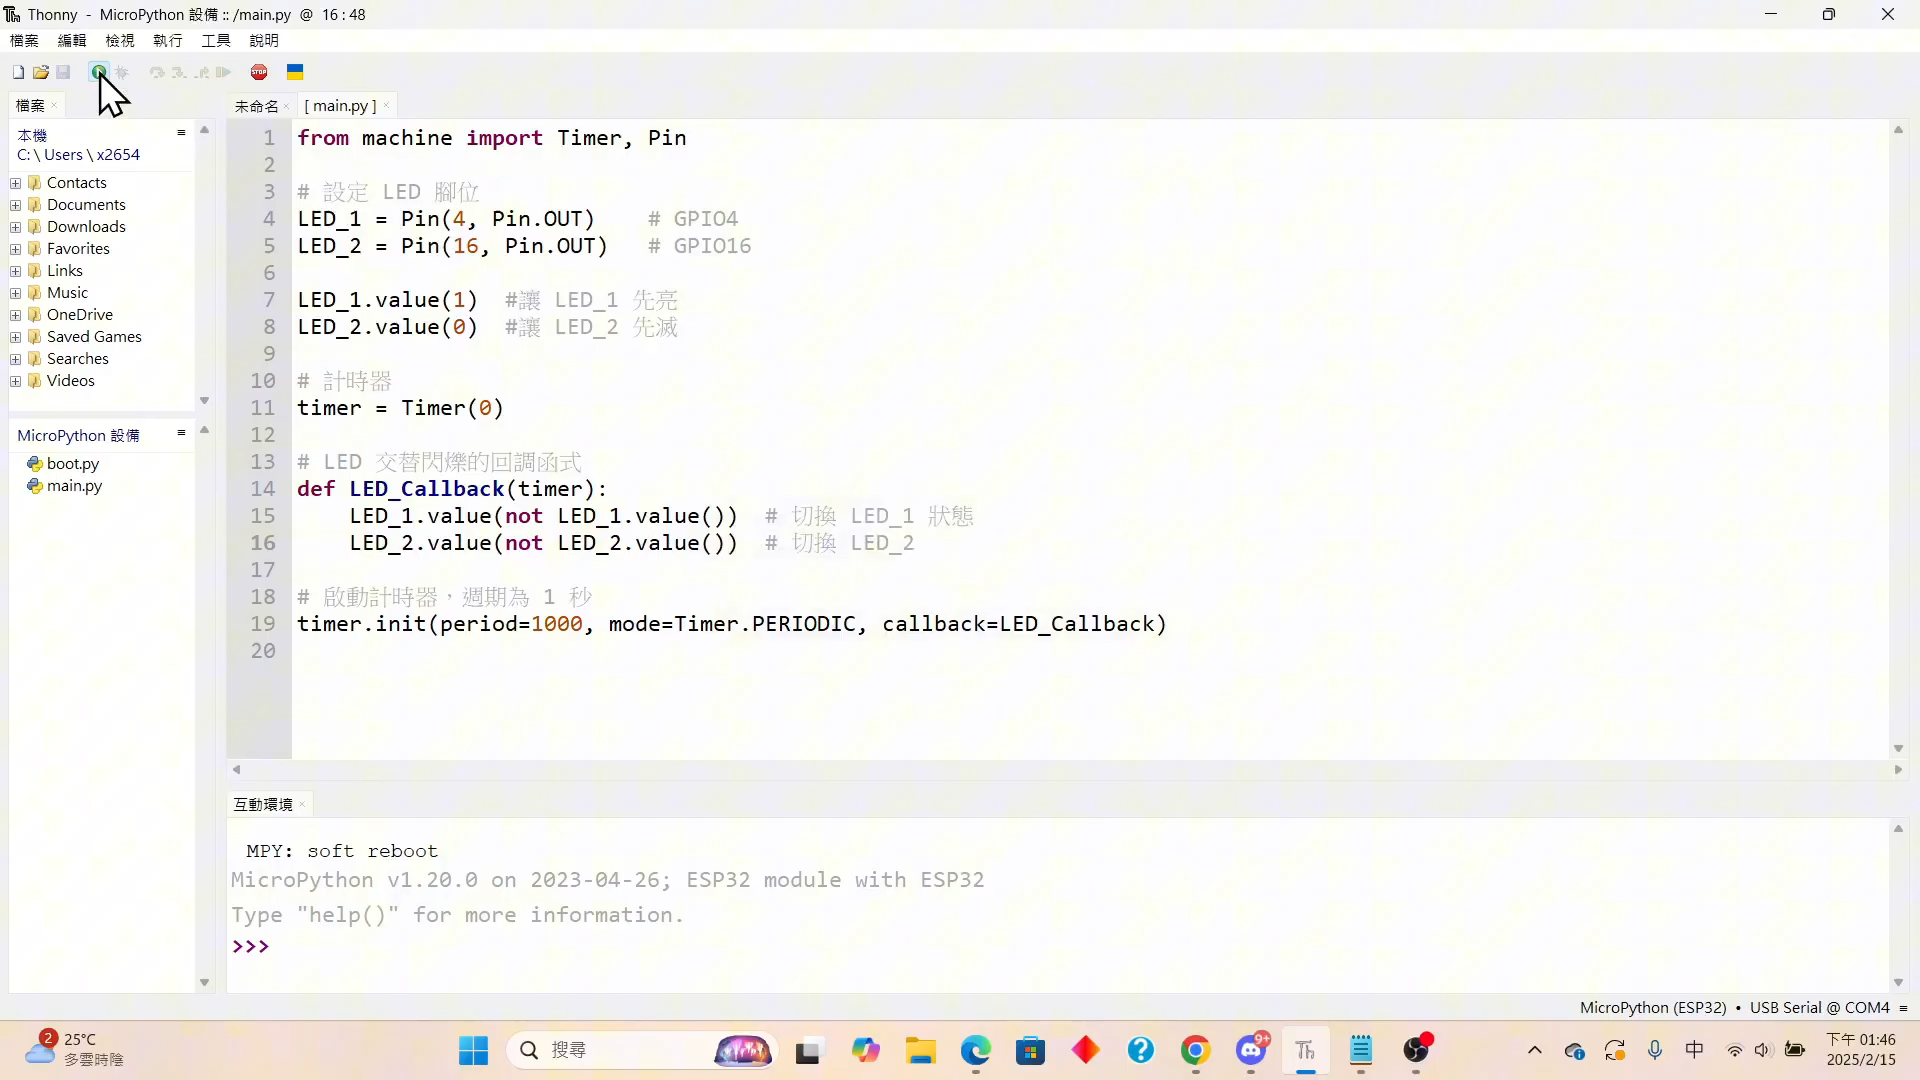 Thonny - MicroPython 設備 :: /main.py @ 16 : 48
檔案 編輯 檢視 執行 工具 說明
STOP
檔案
未命名 [ main.py ]
本機
C: \ Users \ x2654
Contacts
Documents
Downloads
Favorites
Links
Music
OneDrive
Saved Games
Searches
Videos
MicroPython 設備
boot.py
main.py
1 from machine import Timer, Pin
2
3 # 設定 LED 腳位
4 LED_1 = Pin(4, Pin.OUT) # GPIO4
5 LED_2 = Pin(16, Pin.OUT) # GPIO16
6
7 LED_1.value(1) #讓 LED_1 先亮
8 LED_2.value(0) #讓 LED_2 先滅
9
10 # 計時器
11 timer = Timer(0)
12
13 # LED 交替閃爍的回調函式
14 def LED_Callback(timer):
15 LED_1.value(not LED_1.value()) # 切換 LED_1 狀態
16 LED_2.value(not LED_2.value()) # 切換 LED_2
17
18 # 啟動計時器，週期為 1 秒
19 timer.init(period=1000, mode=Timer.PERIODIC, callback=LED_Callback)
20
互動環境
MPY: soft reboot
MicroPython v1.20.0 on 2023-04-26; ESP32 module with ESP32
Type "help()" for more information.
>>>
MicroPython (ESP32) • USB Serial @ COM4
2
25°C
多雲時陰
搜尋
9+
Th
中
下午 01:46
2025/2/15